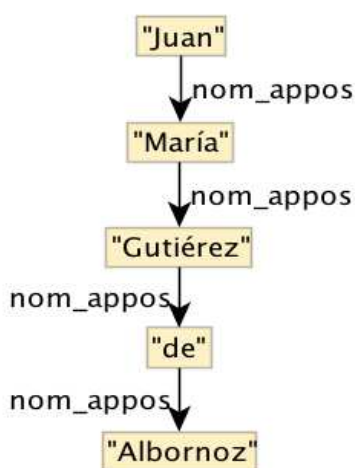 "Juan"
nom_appos
"María"
nom_appos
"Gutiérez"
nom_appos
"de"
nom_appos
"Albornoz"